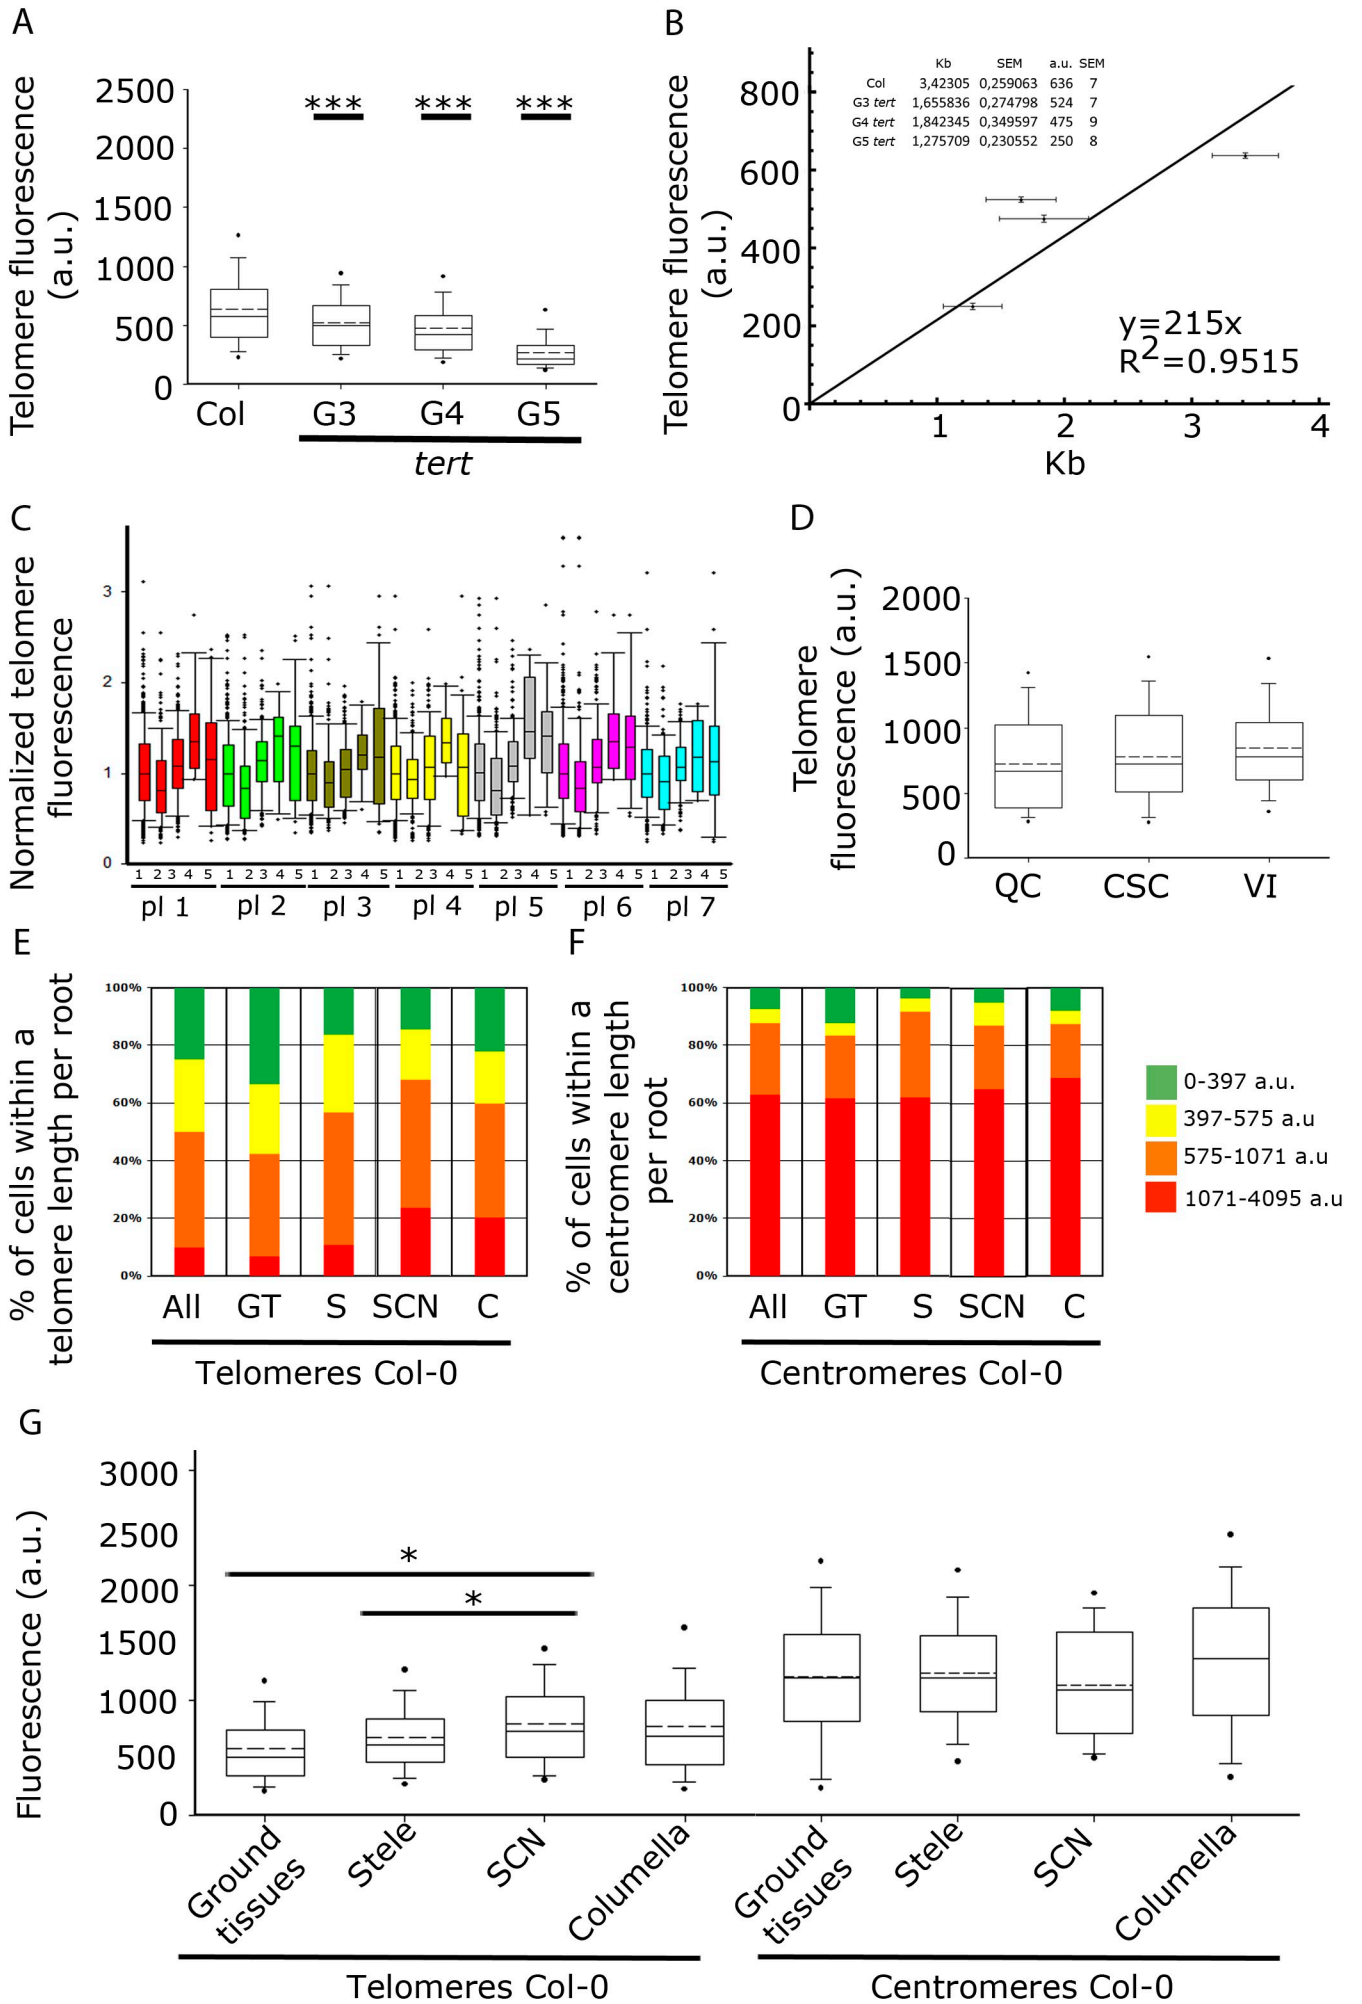 A
Telomere fluorescence
(a.u.)
2500
2000
1500
1000
500
0
***
***
***
Col
G3
G4
G5
tert
B
Telomere fluorescence
(a.u.)
800
600
400
200
0
Kb SEM a.u. SEM
Col 3,42305 0,259063 636 7
G3 tert 1,655836 0,274798 524 7
G4 tert 1,842345 0,349597 475 9
G5 tert 1,275709 0,230552 250 8
y=215x
R2=0.9515
1 2 3 4
Kb
C
Normalized telomere
fluorescence
3
2
1
0
1 2 3 4 5 1 2 3 4 5 1 2 3 4 5 1 2 3 4 5 1 2 3 4 5 1 2 3 4 5 1 2 3 4 5
pl 1 pl 2 pl 3 pl 4 pl 5 pl 6 pl 7
D
Telomere
fluorescence (a.u.)
2000
1500
1000
500
0
QC CSC VI
E
% of cells within a
telomere length per root
100%
80%
60%
40%
20%
0%
All GT S SCN C
Telomeres Col-0
F
% of cells within a
centromere length
per root
100%
80%
60%
40%
20%
0%
All GT S SCN C
Centromeres Col-0
0-397 a.u.
397-575 a.u
575-1071 a.u
1071-4095 a.u
G
Fluorescence (a.u.)
3000
2500
2000
1500
1000
500
0
*
*
Ground
tissues
Stele
SCN
Columella
Ground
tissues
Stele
SCN
Columella
Telomeres Col-0
Centromeres Col-0